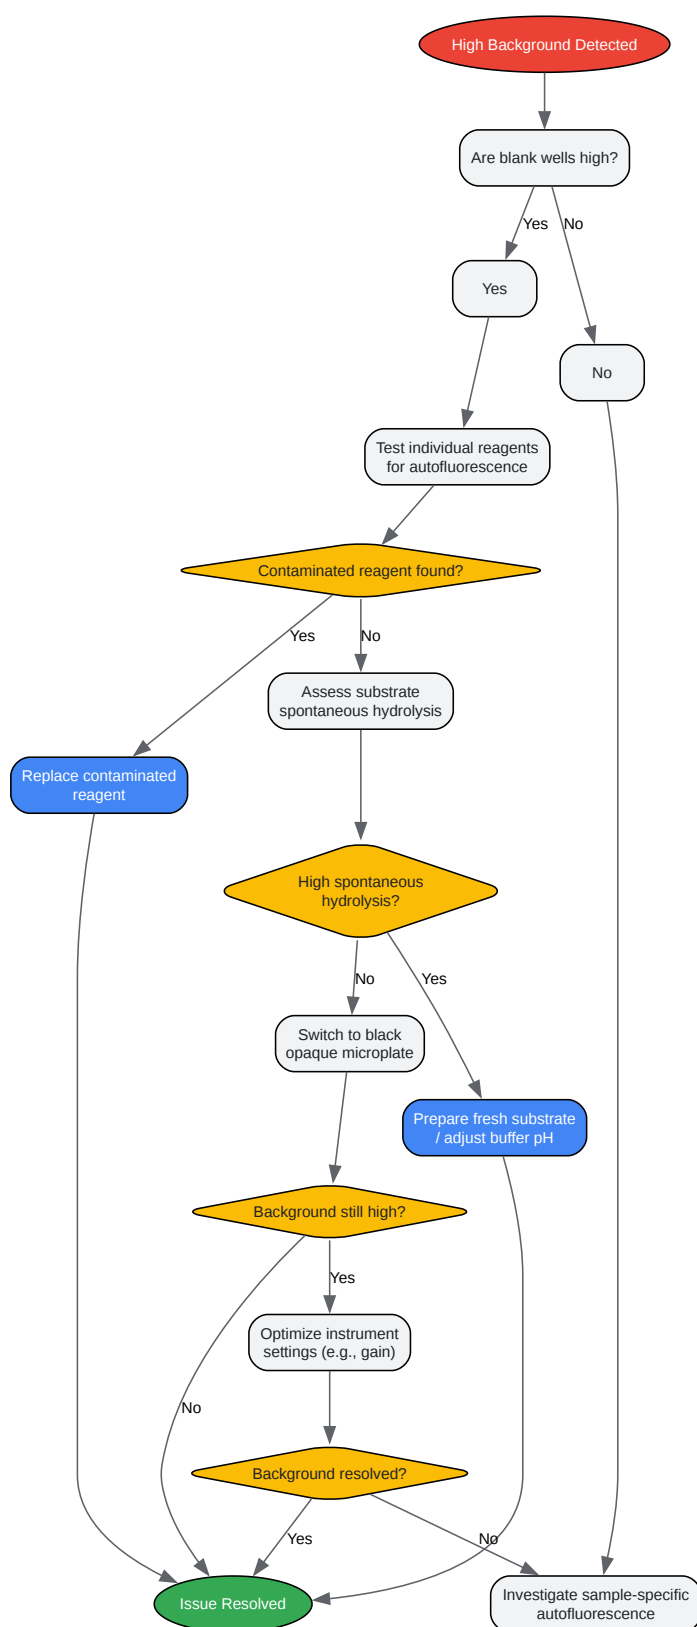 High Background Detected
Are blank wells high?
Yes
No
Yes
No
Test individual reagents
for autofluorescence
Contaminated reagent found?
Yes
No
Assess substrate
spontaneous hydrolysis
Replace contaminated
reagent
High spontaneous
hydrolysis?
No
Yes
Switch to black
opaque microplate
Prepare fresh substrate
/ adjust buffer pH
Background still high?
Yes
Optimize instrument
settings (e.g., gain)
No
Background resolved?
Yes
No
Issue Resolved
Investigate sample-specific
autofluorescence